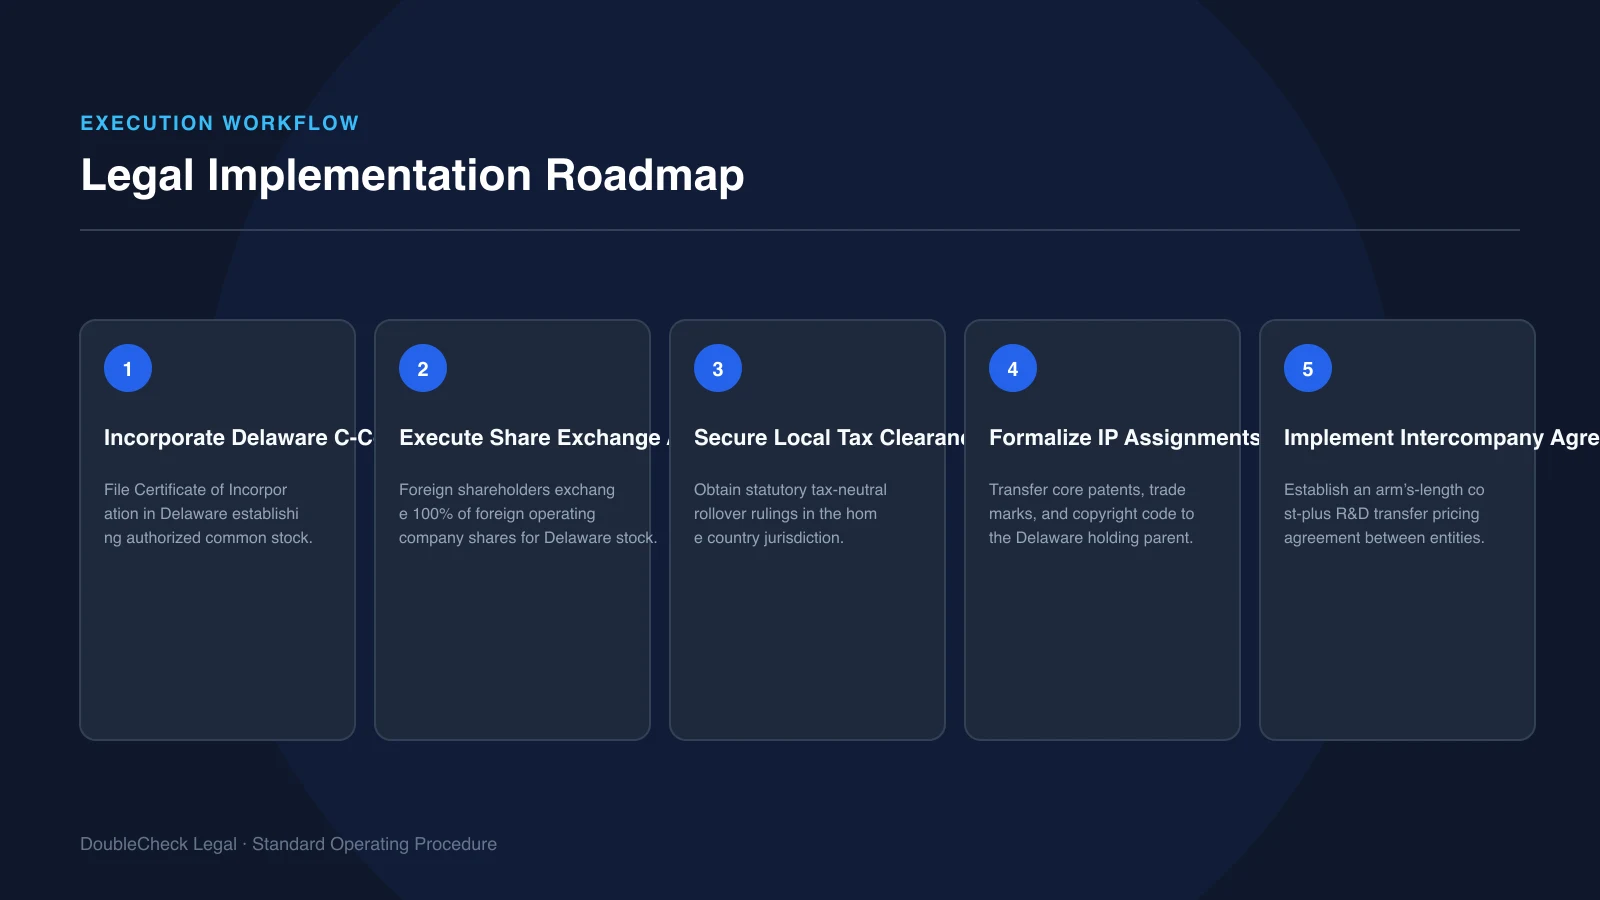 EXECUTION WORKFLOW
Legal Implementation Roadmap
1
Incorporate Delaware C-C
File Certificate of Incorpor
ation in Delaware establishi
ng authorized common stock.
2
Execute Share Exchange
Foreign shareholders exchang
e 100% of foreign operating
company shares for Delaware stock.
3
Secure Local Tax Clearanc
Obtain statutory tax-neutral
rollover rulings in the hom
e country jurisdiction.
4
Formalize IP Assignments
Transfer core patents, trade
marks, and copyright code to
the Delaware holding parent.
5
Implement Intercompany Agre
Establish an arm’s-length co
st-plus R&D transfer pricing
agreement between entities.
DoubleCheck Legal · Standard Operating Procedure